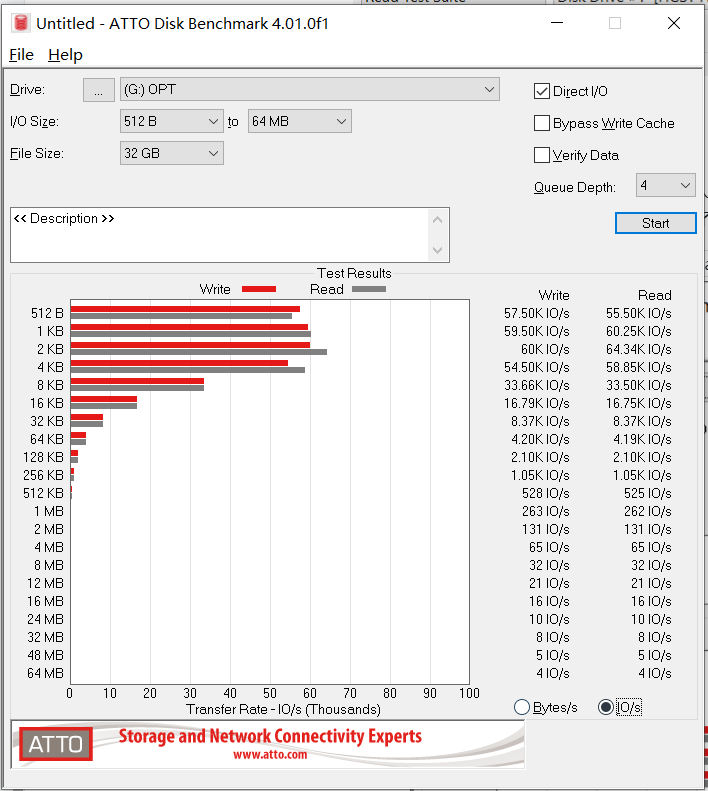 Untitled - ATTO Disk Benchmark 4.01.0f1
File Help
Drive: ... (G:) OPT
Direct I/O
I/O Size: 512 B to 64 MB
Bypass Write Cache
File Size: 32 GB
Verify Data
Queue Depth: 4
<< Description >>
Start
Test Results
Write Read
Write Read
512 B 57.50K IO/s 55.50K IO/s
1 KB 59.50K IO/s 60.25K IO/s
2 KB 60K IO/s 64.34K IO/s
4 KB 54.50K IO/s 58.85K IO/s
8 KB 33.66K IO/s 33.50K IO/s
16 KB 16.79K IO/s 16.75K IO/s
32 KB 8.37K IO/s 8.37K IO/s
64 KB 4.20K IO/s 4.19K IO/s
128 KB 2.10K IO/s 2.10K IO/s
256 KB 1.05K IO/s 1.05K IO/s
512 KB 528 IO/s 525 IO/s
1 MB 263 IO/s 262 IO/s
2 MB 131 IO/s 131 IO/s
4 MB 65 IO/s 65 IO/s
8 MB 32 IO/s 32 IO/s
12 MB 21 IO/s 21 IO/s
16 MB 16 IO/s 16 IO/s
24 MB 10 IO/s 10 IO/s
32 MB 8 IO/s 8 IO/s
48 MB 5 IO/s 5 IO/s
64 MB 4 IO/s 4 IO/s
0 10 20 30 40 50 60 70 80 90 100
Transfer Rate - IO/s (Thousands)
Bytes/s IO/s
ATTO
Storage and Network Connectivity Experts
www.atto.com